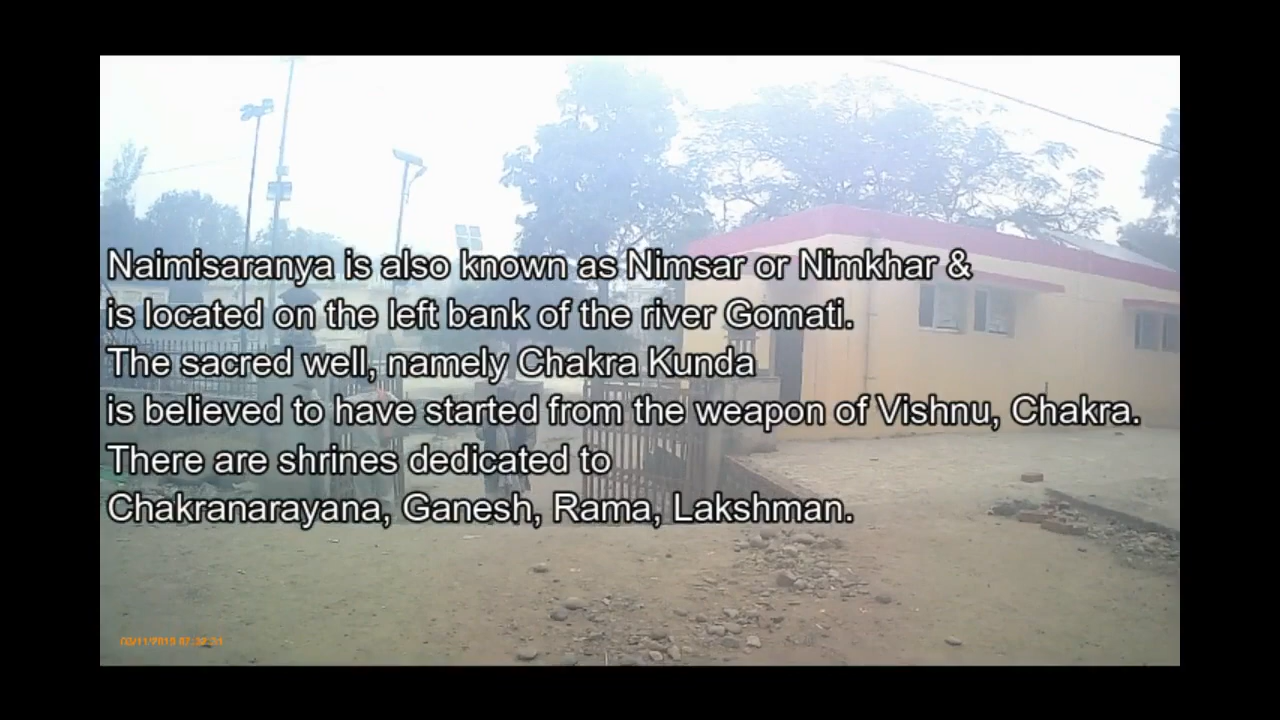 Naimisaranya is also known as Nimsar or Nimkhar &
is located on the left bank of the river Gomati.
The sacred well, namely Chakra Kunda
is believed to have started from the weapon of Vishnu, Chakra.
There are shrines dedicated to
Chakranarayana, Ganesh, Rama, Lakshman.